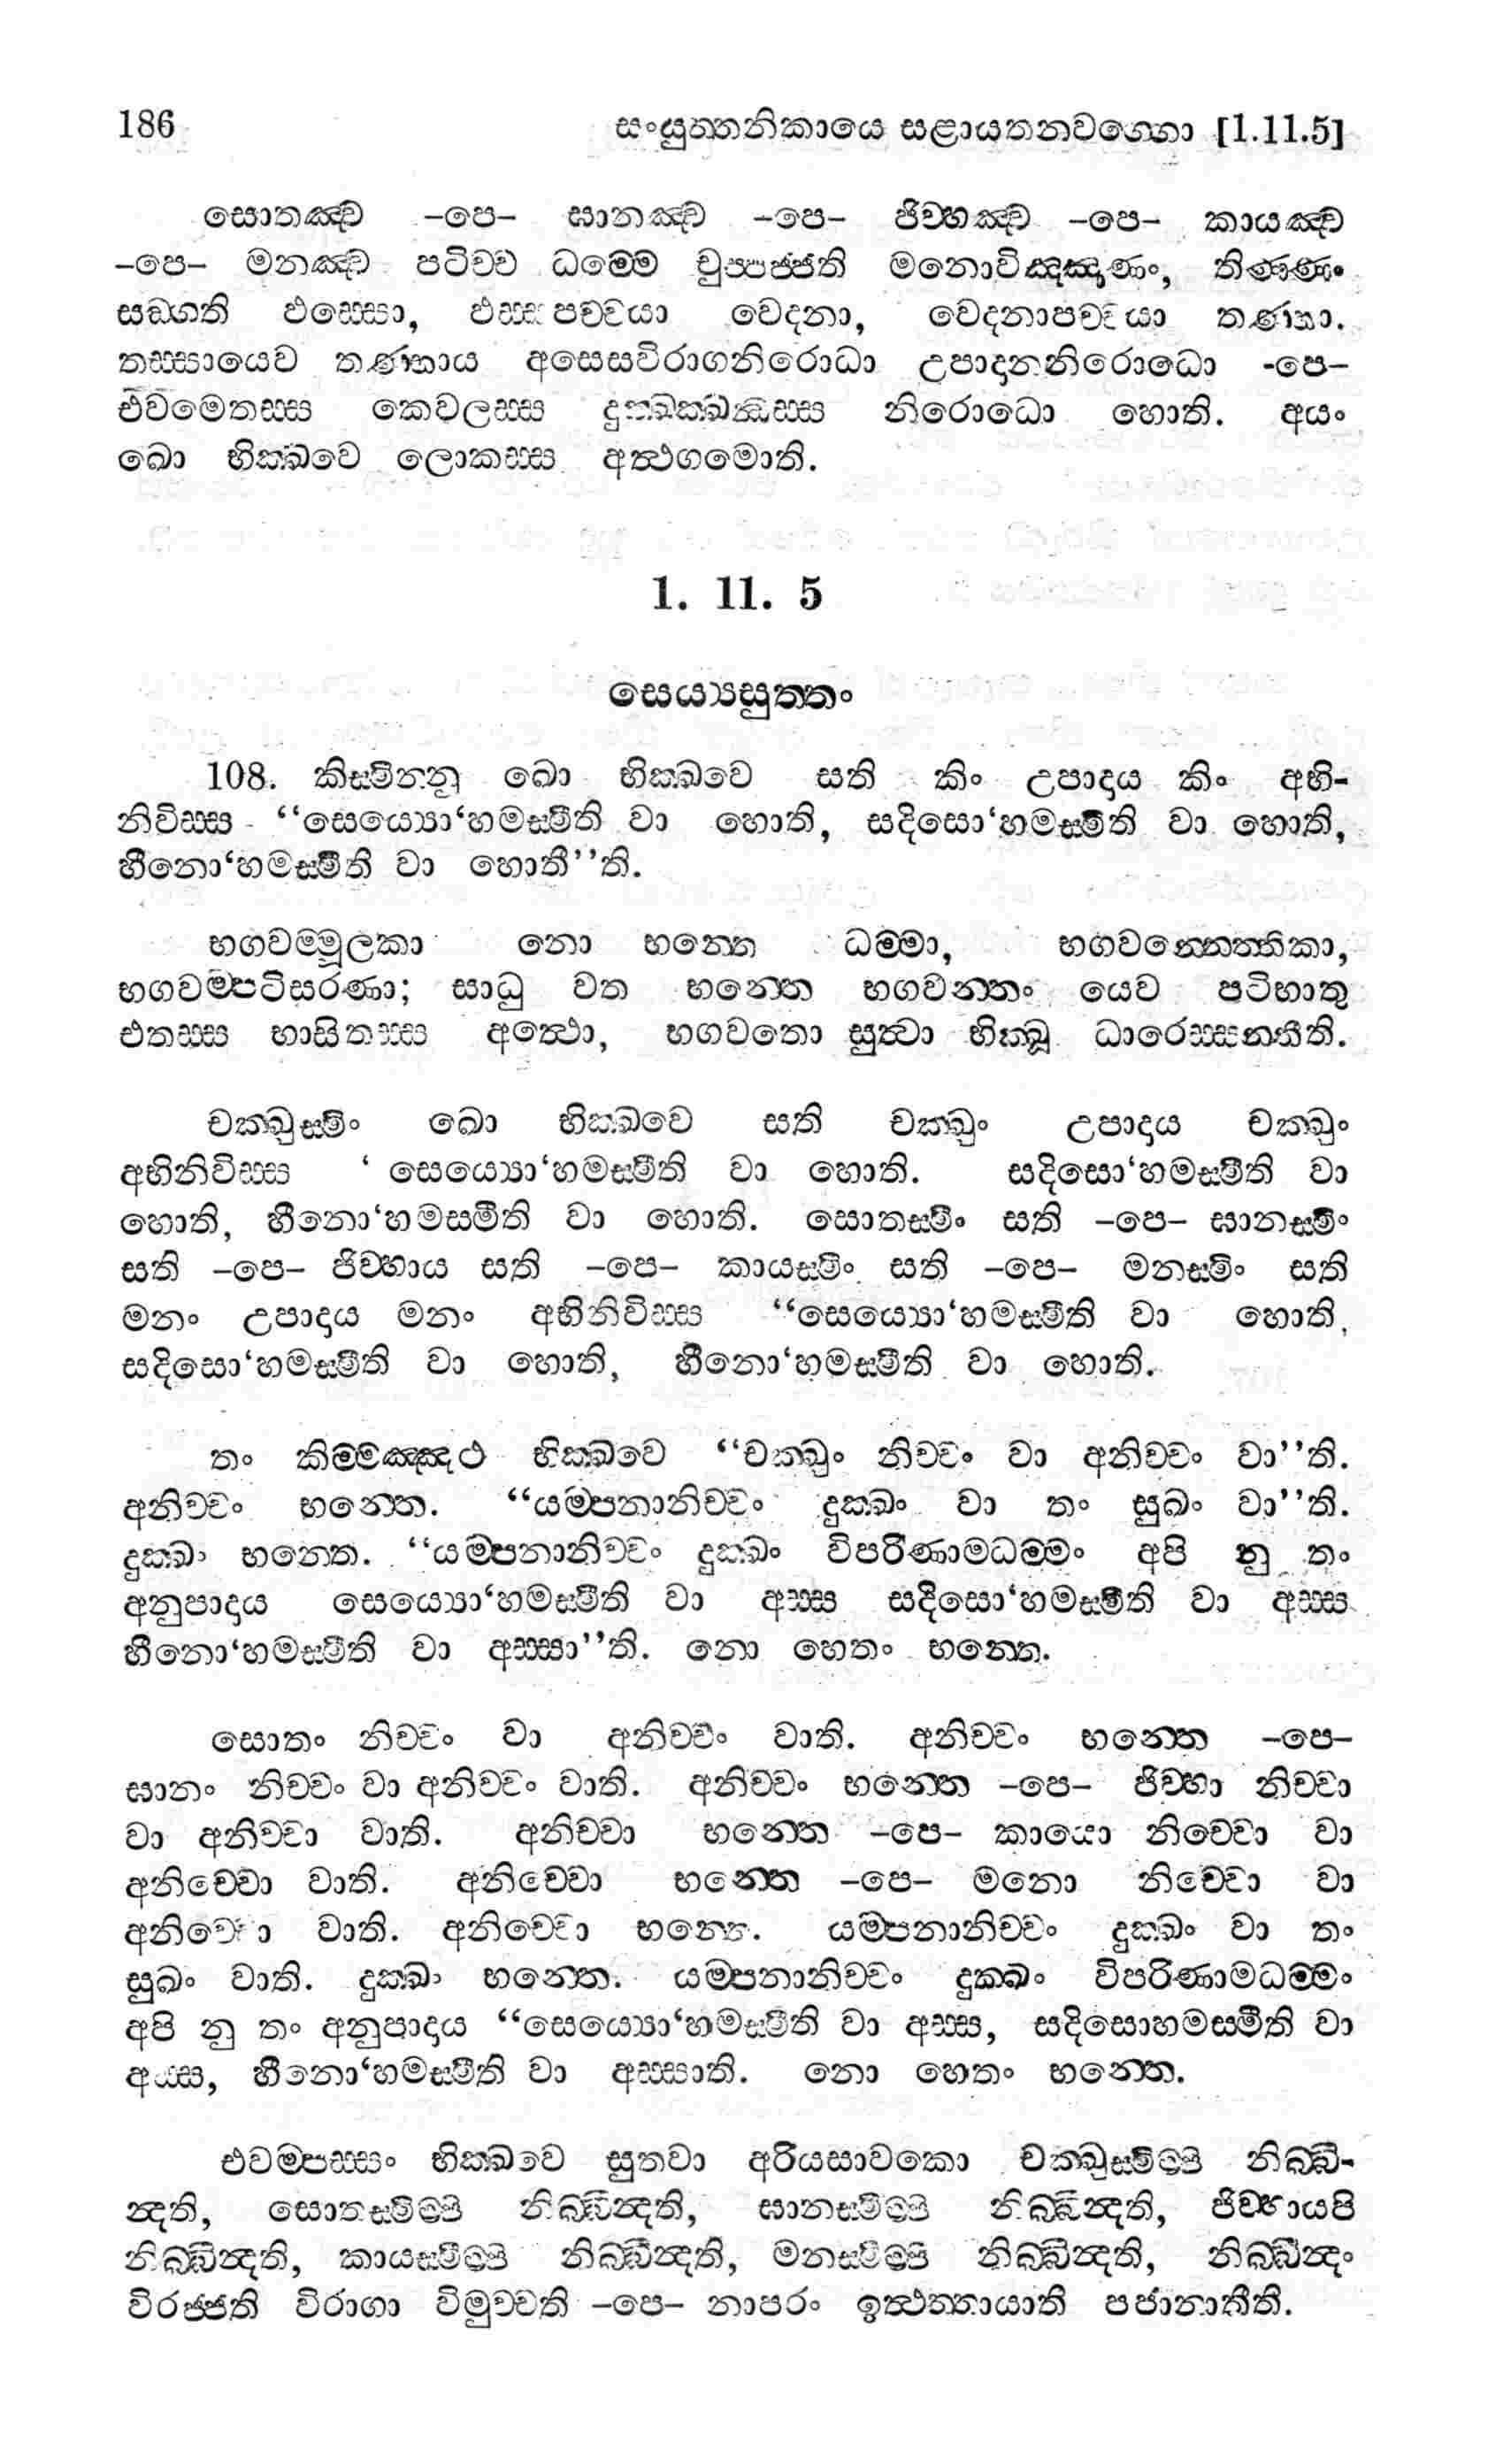 186 සංයුත්තනිකායෙ සළායතනවග්ගො [1.11.5]
සොතඤ්ච –පෙ– ඝානඤ්ච –පෙ– ජිව්හඤ්ච –පෙ– කායඤ්ච
–පෙ– මනඤ්ච පටිච්ච ධම්මෙ චුප්පජ්ජති මනොවිඤ්ඤාණං, තිණ්ණං
සඞ්ගති ඵස්සො, ඵස්සපච්චයා වෙදනා, වෙදනාපච්චයා තණ්හා.
තස්සායෙව තණ්හාය අසෙසවිරාගනිරොධා උපාදානනිරොධො -පෙ–
එවමෙතස්ස කෙවලස්ස දුක්ඛක්ඛන්ධස්ස නිරොධො හොති. අයං
ඛො භික්ඛවෙ ලොකස්ස අත්ථගමොති.
1. 11. 5
සෙය්‍යසුත්තං
108. කිස්මින්නු ඛො භික්ඛවෙ සති කිං උපාදාය කිං අභි-
නිවිස්ස “සෙය්‍යො‘හමස්මීති වා හොති, සදිසො‘හමස්මීති වා හොති,
හීනො‘හමස්මීති වා හොතී’’ති.
භගවම්මූලකා නො භන්තෙ ධම්මා, භගවන්නෙත්තිකා,
භගවම්පටිසරණා; සාධු වත භන්තෙ භගවන්තං යෙව පටිභාතු
එතස්ස භාසිතස්ස අත්ථො, භගවතො සුත්වා භික්ඛූ ධාරෙස්සන්තීති.
චක්ඛුස්මිං ඛො භික්ඛවෙ සති චක්ඛුං උපාදාය චක්ඛුං
අභිනිවිස්ස ‘ සෙය්‍යො‘හමස්මීති වා හොති. සදිසො‘හමස්මීති වා
හොති, හීනො‘හමසමීති වා හොති. සොතස්මිං සති –පෙ– ඝානස්මිං
සති –පෙ– ජිව්හාය සති –පෙ– කායස්මිං සති –පෙ– මනස්මිං සති
මනං උපාදාය මනං අභිනිවිස්ස “සෙය්‍යො‘හමස්මීති වා හොති,
සදිසො‘හමස්මීති වා හොති, හීනො‘හමස්මීති වා හොති.
තං කිම්මඤ්ඤථ භික්ඛවෙ “චක්ඛුං නිච්චං වා අනිච්චං වා’’ති.
අනිච්චං භන්තෙ. “යම්පනානිච්චං දුක්ඛං වා තං සුඛං වා’’ති.
දුක්ඛං භන්තෙ. “යම්පනානිච්චං දුක්ඛං විපරිණාමධම්මං අපි නු තං
අනුපාදාය සෙය්‍යො‘හමස්මීති වා අස්ස සදිසො‘හමස්මීති වා අස්ස
හීනො‘හමස්මීති වා අස්සා’’ති. නො හෙතං භන්තෙ.
සොතං නිච්චං වා අනිච්චං වාති. අනිච්චං භන්තෙ –පෙ–
ඝානං නිච්චං වා අනිච්චං වාති. අනිච්චං භන්තෙ –පෙ– ජිව්හා නිච්චා
වා අනිච්චා වාති. අනිච්චා භන්තෙ –පෙ– කායො නිච්චො වා
අනිච්චො වාති. අනිච්චො භන්තෙ –පෙ– මනො නිච්චො වා
අනිච්චො වාති. අනිච්චො භන්තෙ. යම්පනානිච්චං දුක්ඛං වා තං
සුඛං වාති. දුක්ඛං භන්තෙ. යම්පනානිච්චං දුක්ඛං විපරිණාමධම්මං
අපි නු තං අනුපාදාය “සෙය්‍යො‘හමස්මීති වා අස්ස, සදිසොහමසමීති වා
අස්ස, හීනො‘හමස්මීති වා අස්සාති. නො හෙතං භන්තෙ.
එවම්පස්සං භික්ඛවෙ සුතවා අරියසාවකො චක්ඛුස්මිම්පි නිබ්බි-
න්දති, සොතස්මිම්පි නිබ්බින්දති, ඝානස්මිම්පි නිබ්බින්දති, ජිව්හායපි
නිබ්බින්දති, කායස්මිම්පි නිබ්බින්දති, මනස්මිම්පි නිබ්බින්දති, නිබ්බින්දං
විරජ්ජති විරාගා විමුච්චති –පෙ– නාපරං ඉත්ථත්තායාති පජානාතීති.